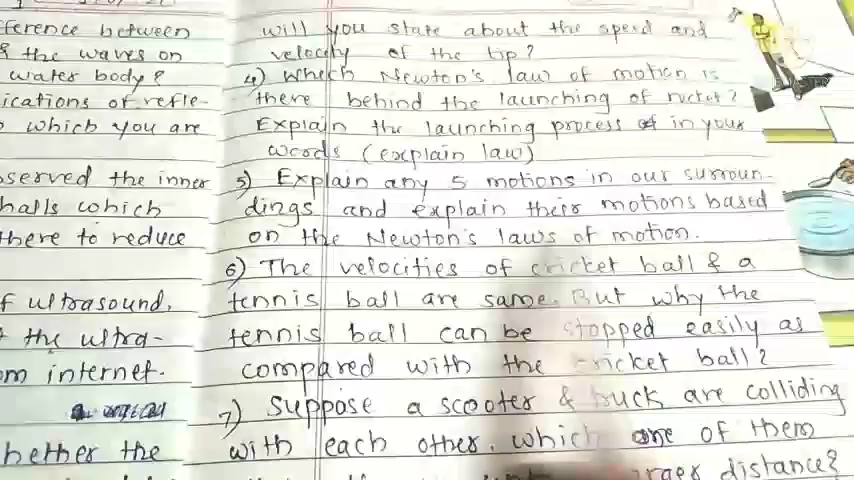 fference between
& the waves on
water body?
ications of refle-
which you are
served the inner
halls which
there to reduce
f ultrasound,
the ultra-
om internet.
hether the
will you state about the speed and
velocity of the tip?
4) Which Newton's law of motion is
there behind the launching of rocket?
Explain the launching process of in your
words (explain law)
5) Explain any 5 motions in our surroun-
dings and explain their motions based
on the Newton's laws of motion.
6) The velocities of cricket ball & a
tennis ball are same. But why the
tennis ball can be stopped easily as
compared with the cricket ball?
7) Suppose a scooter & truck are colliding
with each other. which one of them
distance?